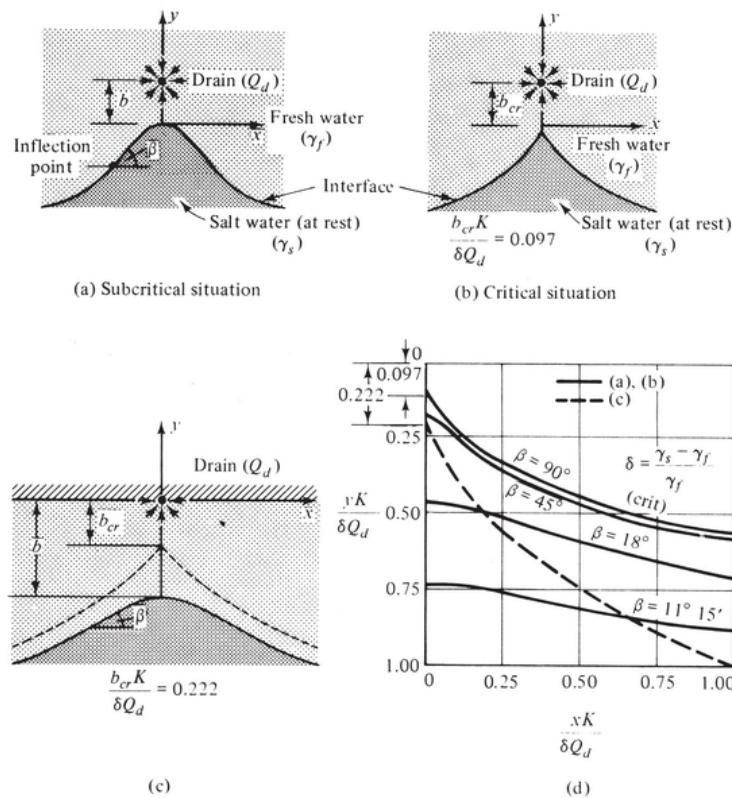 y
Drain (Q_d)
b
x
Fresh water
(γ_f)
Inflection
point
β
Interface
Salt water (at rest)
(γ_s)
(a) Subcritical situation
y
Drain (Q_d)
b_cr
x
Fresh water
(γ_f)
Salt water (at rest)
(γ_s)
b_cr K / δQ_d = 0.097
(b) Critical situation
y
Drain (Q_d)
x
b_cr
b
β
b_cr K / δQ_d = 0.222
(c)
0
0.097
0.222
0.25
0.50
0.75
1.00
yK / δQ_d
(a), (b)
(c)
β = 90°
β = 45°
(crit)
β = 18°
β = 11° 15′
δ = γ_s − γ_f / γ_f
0 0.25 0.50 0.75 1.00
xK / δQ_d
(d)